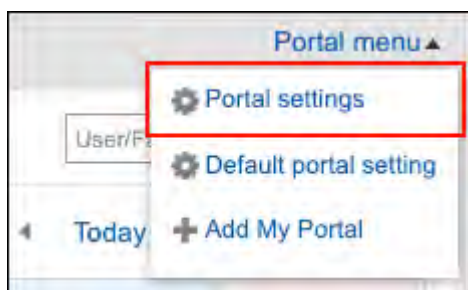 Portal menu▲
Portal settings
User/Fa
Default portal setting
Today
Add My Portal